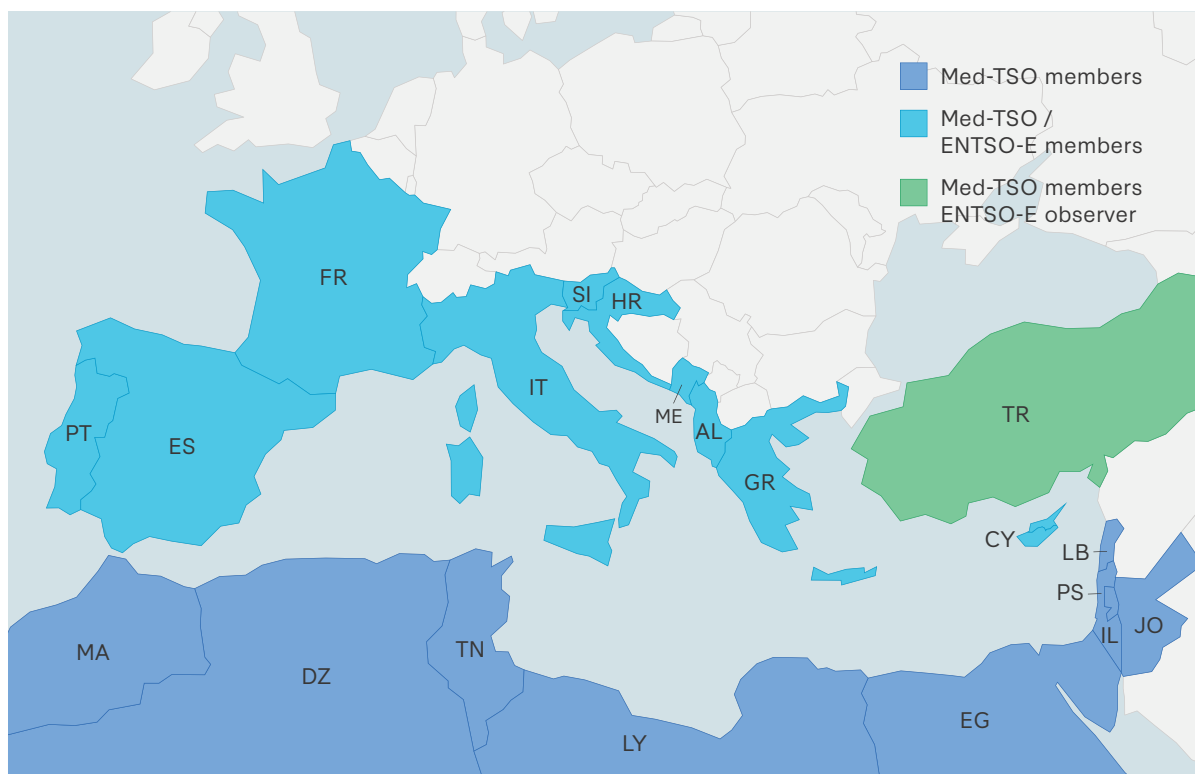 Med-TSO members
Med-TSO /
ENTSO-E members
Med-TSO members
ENTSO-E observer
FR
SI
HR
IT
ME
PT
ES
AL
GR
TR
CY
LB
PS
IL
JO
MA
DZ
TN
LY
EG